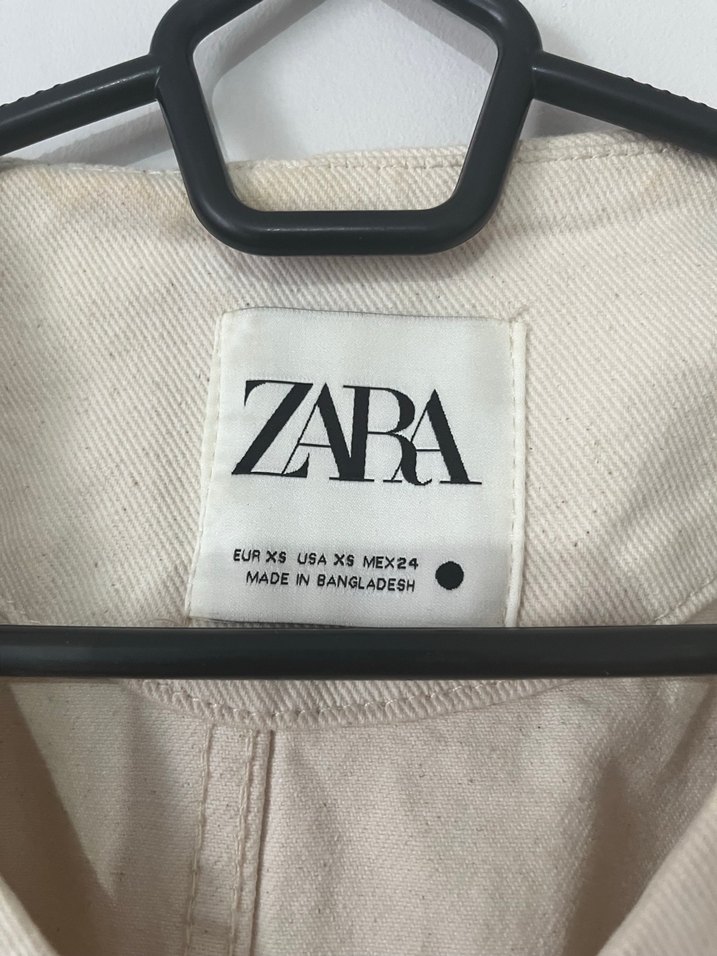 ZARA
EUR XS USA XS MEX24
MADE IN BANGLADESH